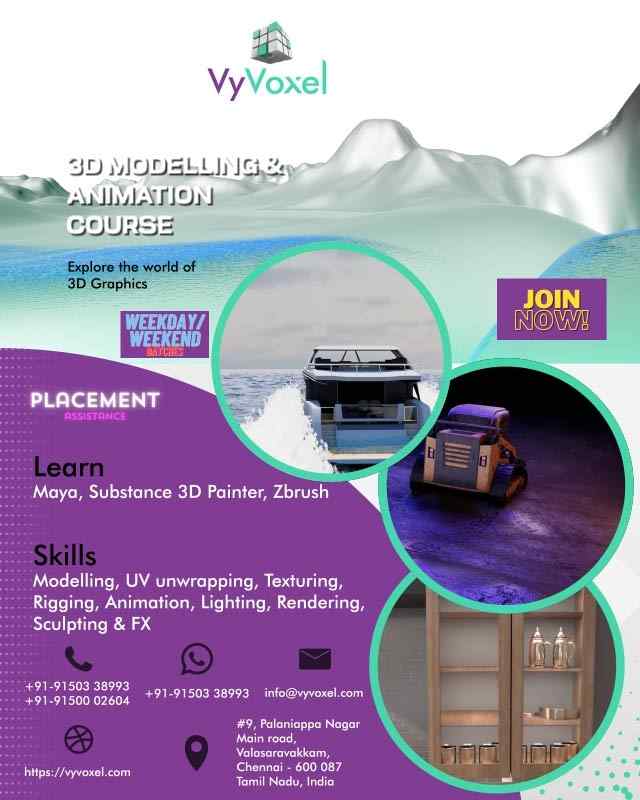 VyVoxel
3D MODELLING &
ANIMATION
COURSE
Explore the world of
3D Graphics
WEEKDAY/
WEEKEND
BATCHES
JOIN
NOW!
PLACEMENT
ASSISTANCE
Learn
Maya, Substance 3D Painter, Zbrush
Skills
Modelling, UV unwrapping, Texturing,
Rigging, Animation, Lighting, Rendering,
Sculpting & FX
+91-91503 38993
+91-91500 02604
+91-91503 38993
info@vyvoxel.com
https://vyvoxel.com
#9, Palaniappa Nagar
Main road,
Valasaravakkam,
Chennai - 600 087
Tamil Nadu, India